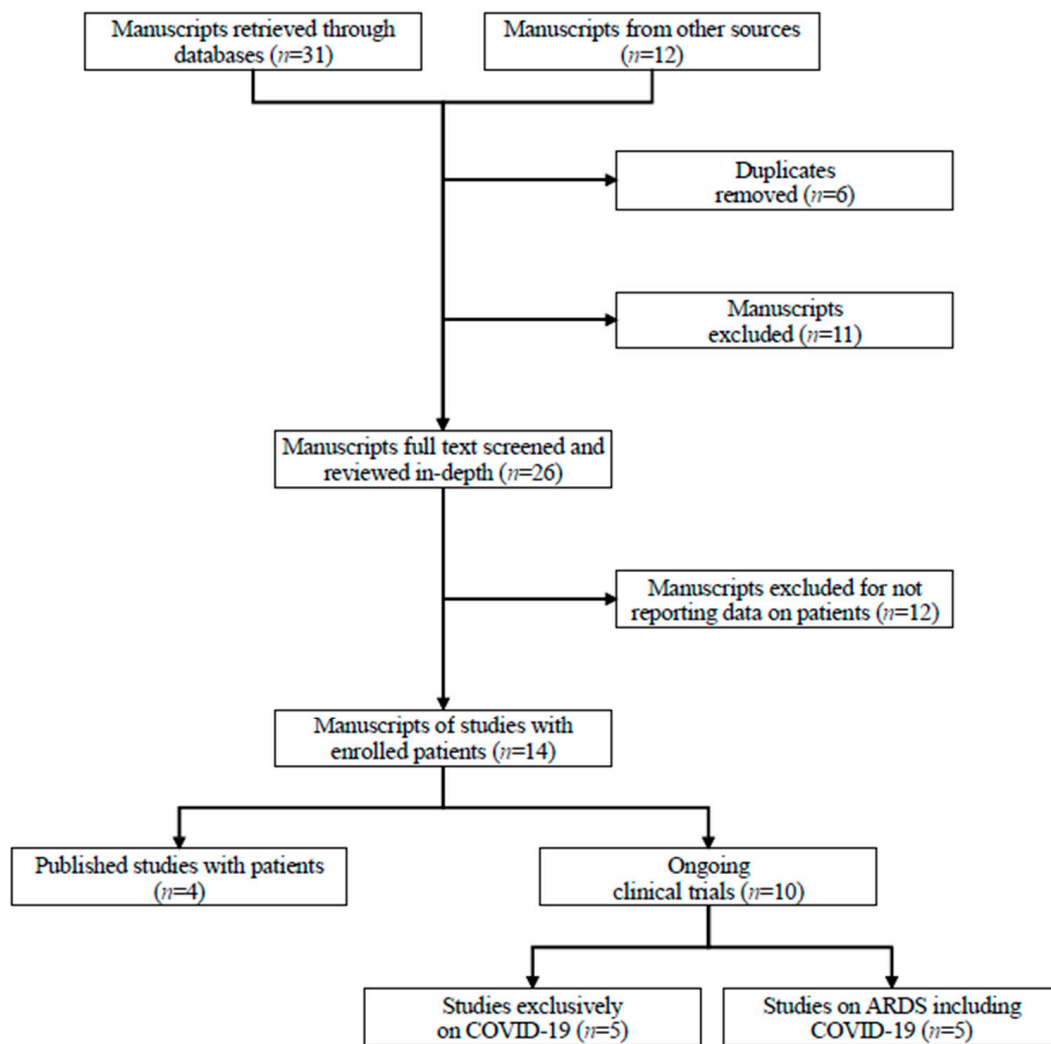 Manuscripts retrieved through
databases (n=31)
Manuscripts from other sources
(n=12)
Duplicates
removed (n=6)
Manuscripts
excluded (n=11)
Manuscripts full text screened and
reviewed in-depth (n=26)
Manuscripts excluded for not
reporting data on patients (n=12)
Manuscripts of studies with
enrolled patients (n=14)
Published studies with patients
(n=4)
Ongoing
clinical trials (n=10)
Studies exclusively
on COVID-19 (n=5)
Studies on ARDS including
COVID-19 (n=5)